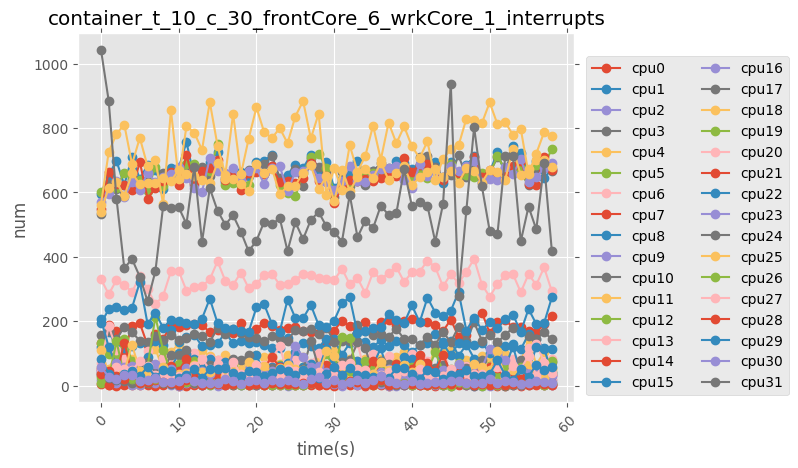 container_t_10_c_30_frontCore_6_wrkCore_1_interrupts
num
1000
800
600
400
200
0
0
10
20
30
40
50
60
time(s)
cpu0
cpu1
cpu2
cpu3
cpu4
cpu5
cpu6
cpu7
cpu8
cpu9
cpu10
cpu11
cpu12
cpu13
cpu14
cpu15
cpu16
cpu17
cpu18
cpu19
cpu20
cpu21
cpu22
cpu23
cpu24
cpu25
cpu26
cpu27
cpu28
cpu29
cpu30
cpu31